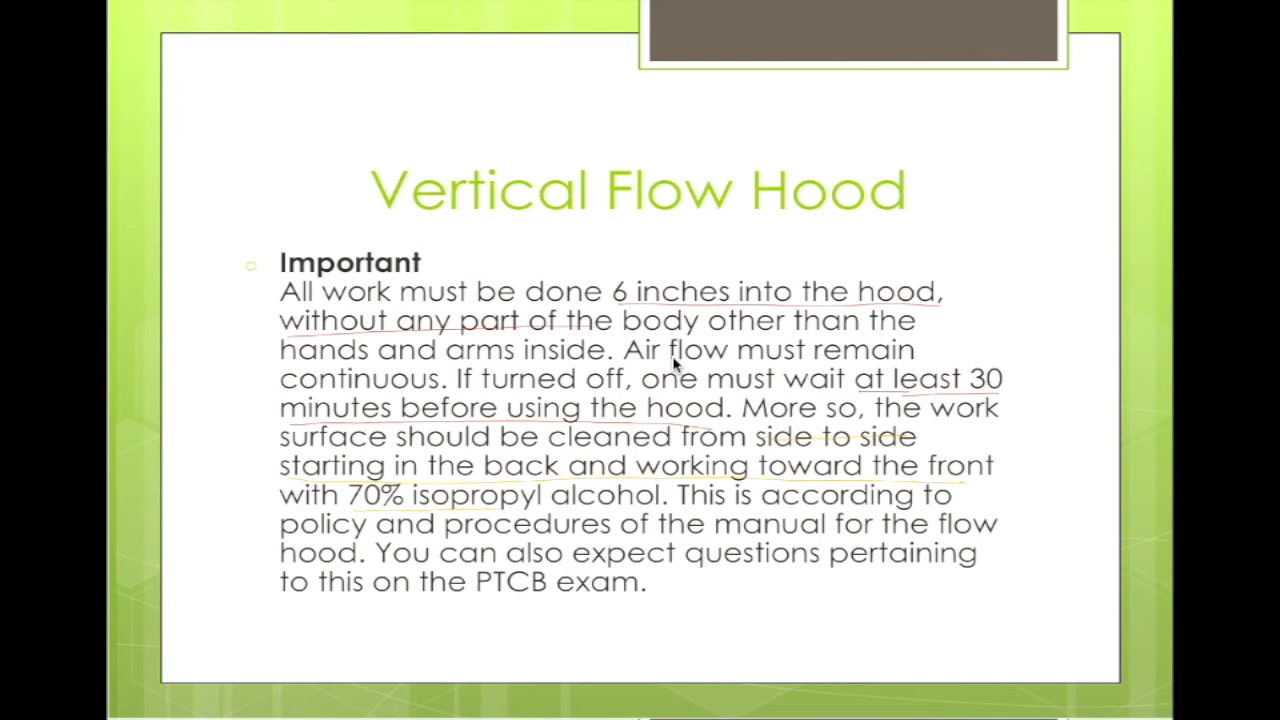 Vertical Flow Hood
Important
All work must be done 6 inches into the hood,
without any part of the body other than the
hands and arms inside. Air flow must remain
continuous. If turned off, one must wait at least 30
minutes before using the hood. More so, the work
surface should be cleaned from side to side
starting in the back and working toward the front
with 70% isopropyl alcohol. This is according to
policy and procedures of the manual for the flow
hood. You can also expect questions pertaining
to this on the PTCB exam.